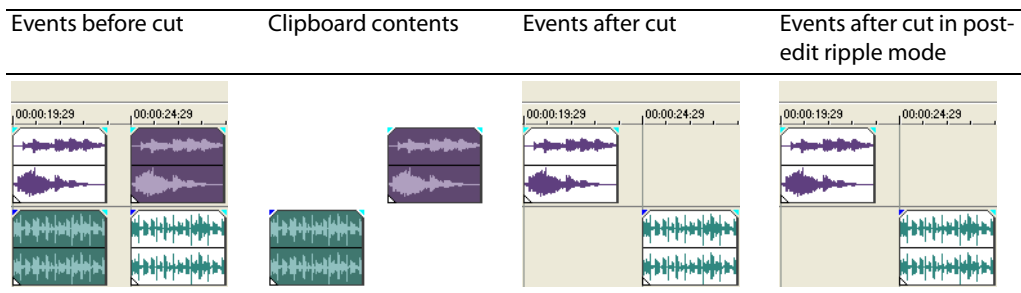 Events before cut
Clipboard contents
Events after cut
Events after cut in post-
edit ripple mode
00:00:19:29 00:00:24:29
00:00:19:29 00:00:24:29
00:00:19:29 00:00:24:29